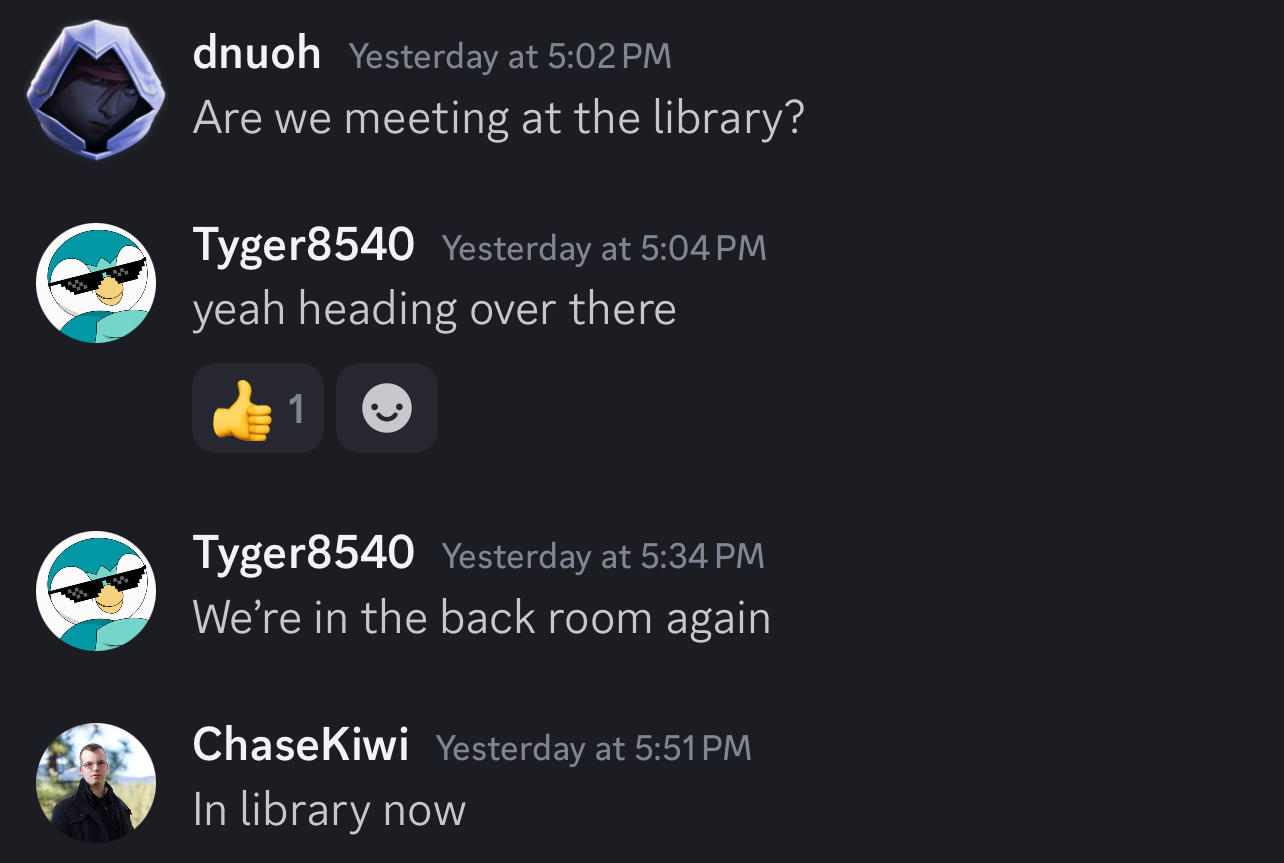 dnuoh Yesterday at 5:02 PM
Are we meeting at the library?
Tyger8540 Yesterday at 5:04 PM
yeah heading over there
👍 1
Tyger8540 Yesterday at 5:34 PM
We’re in the back room again
ChaseKiwi Yesterday at 5:51 PM
In library now